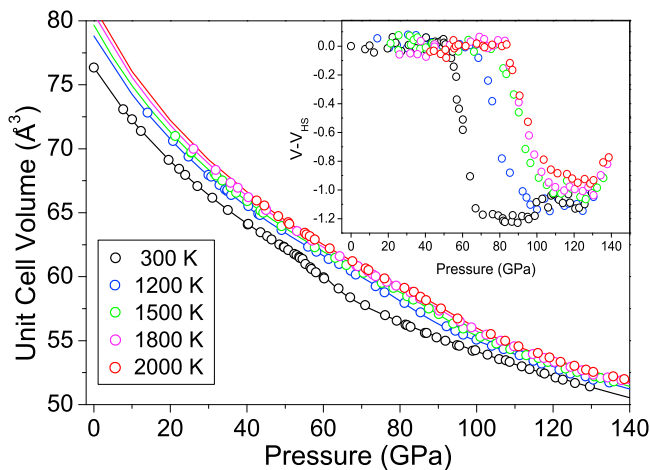 80
75
70
65
60
55
50
Unit Cell Volume (Å³)
0 20 40 60 80 100 120 140
Pressure (GPa)
300 K
1200 K
1500 K
1800 K
2000 K
0.0
-0.2
-0.4
-0.6
-0.8
-1.0
-1.2
V-V_HS
0 20 40 60 80 100 120 140
Pressure (GPa)